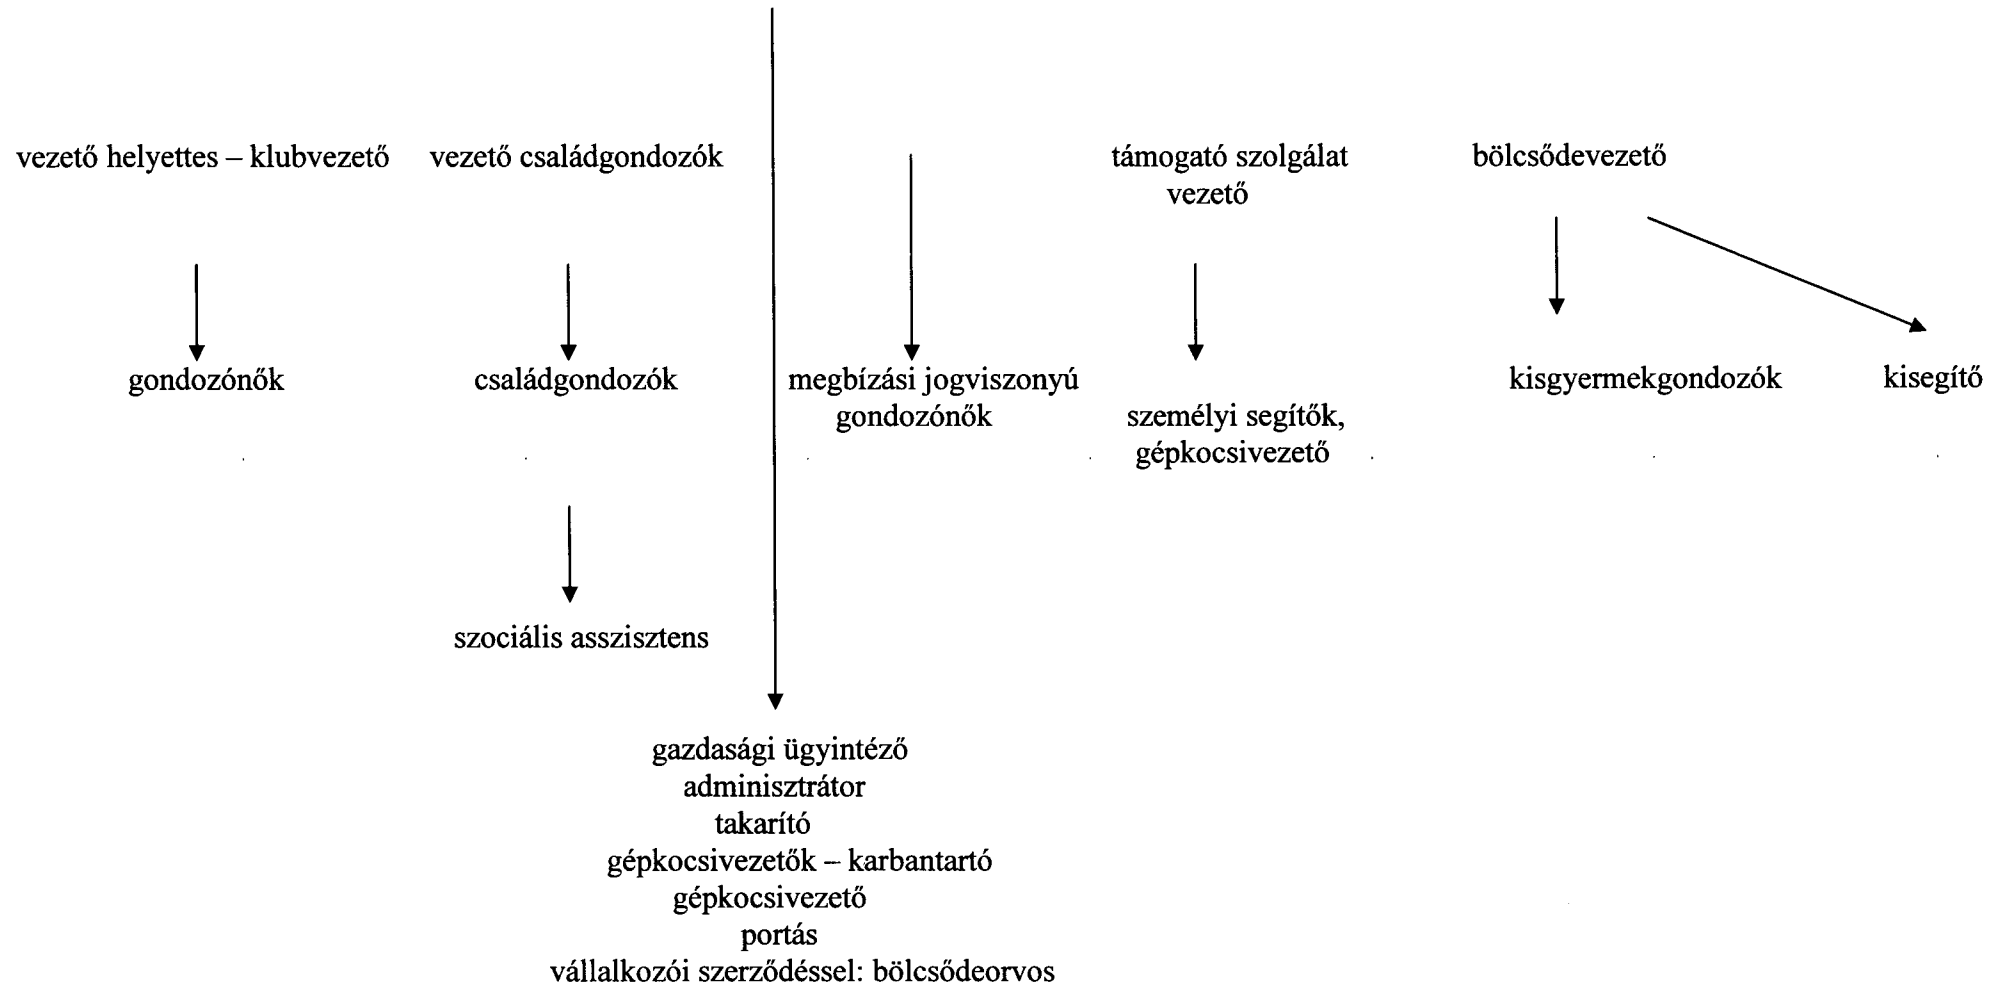 vezető helyettes – klubvezető
vezető családgondozók
támogató szolgálat
vezető
bölcsődevezető
gondozónők
családgondozók
megbízási jogviszonyú
gondozónők
személyi segítők,
gépkocsivezető
kisgyermekgondozók
kisegítő
szociális asszisztens
gazdasági ügyintéző
adminisztrátor
takarító
gépkocsivezetők – karbantartó
gépkocsivezető
portás
vállalkozói szerződéssel: bölcsődeorvos